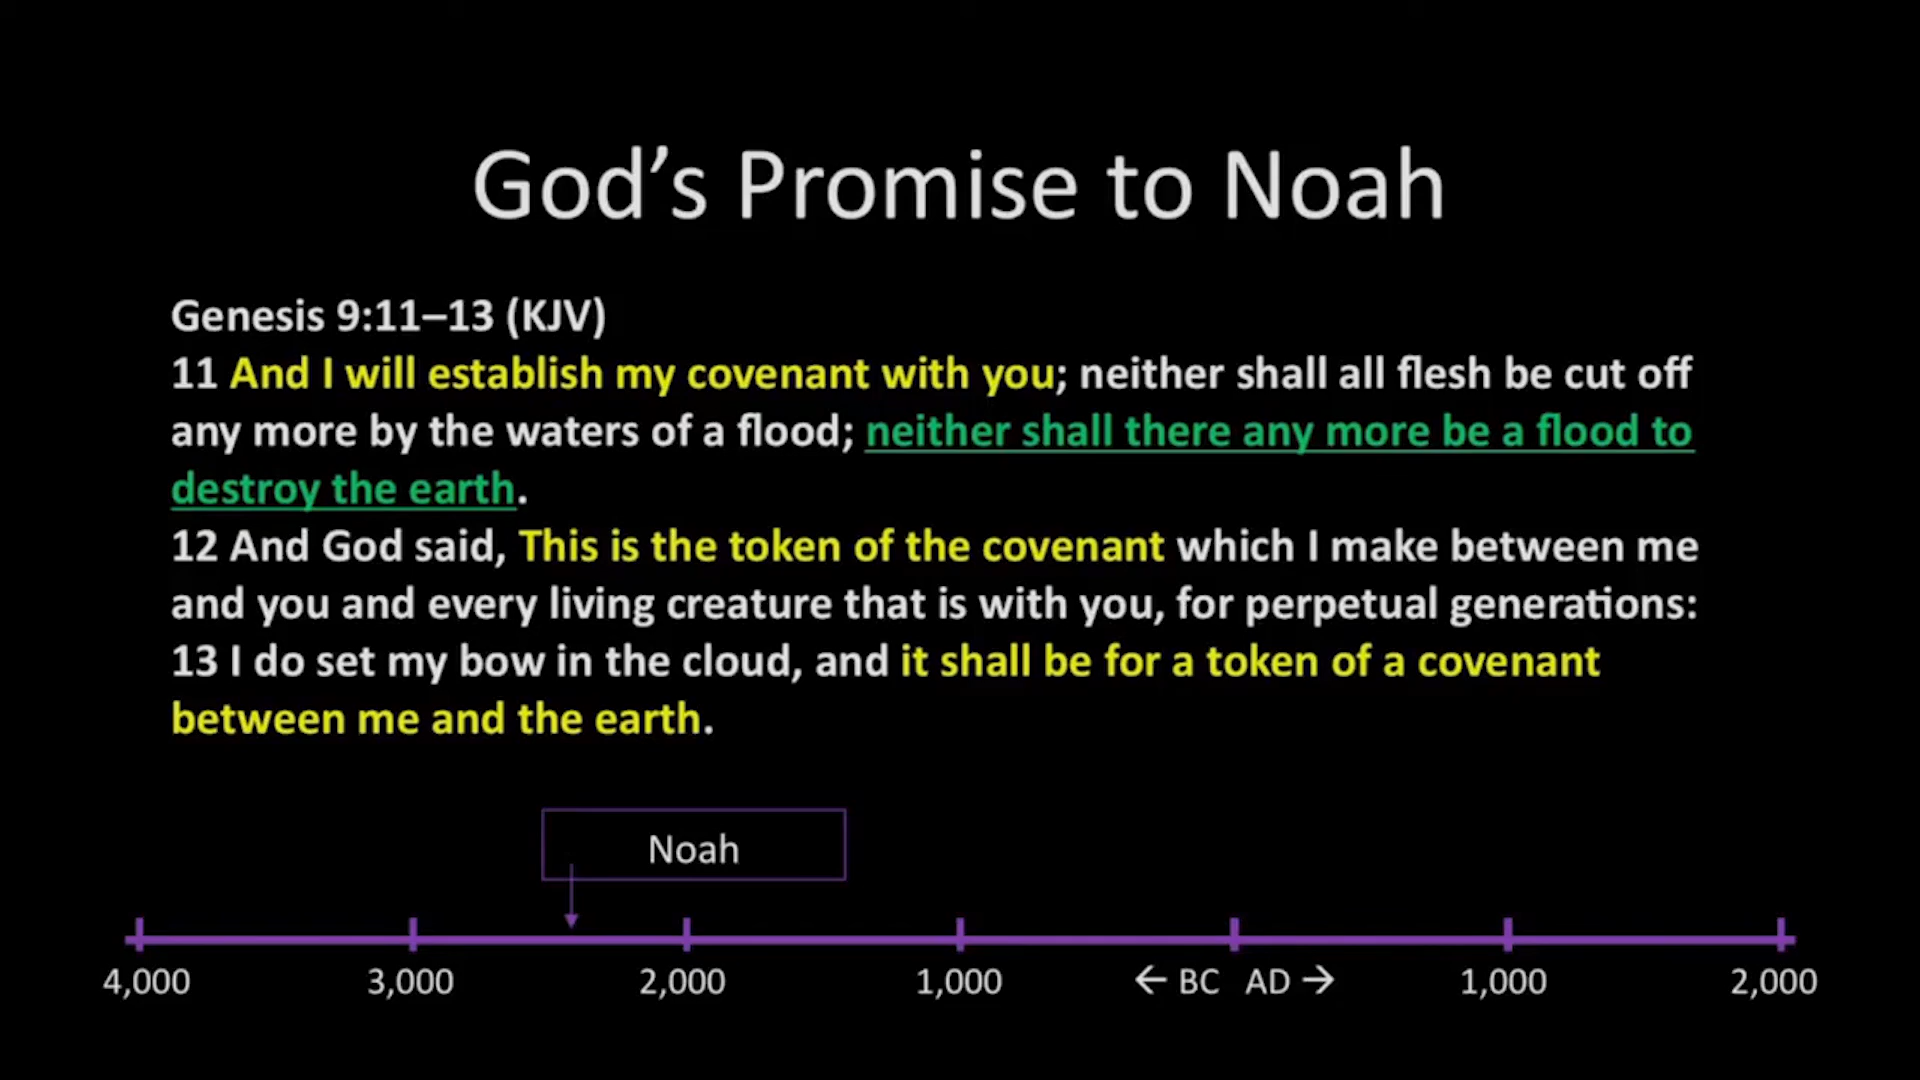 God’s Promise to Noah
Genesis 9:11–13 (KJV)
11 And I will establish my covenant with you; neither shall all flesh be cut off
any more by the waters of a flood; neither shall there any more be a flood to
destroy the earth.
12 And God said, This is the token of the covenant which I make between me
and you and every living creature that is with you, for perpetual generations:
13 I do set my bow in the cloud, and it shall be for a token of a covenant
between me and the earth.
Noah
4,000 3,000 2,000 1,000 ← BC AD → 1,000 2,000